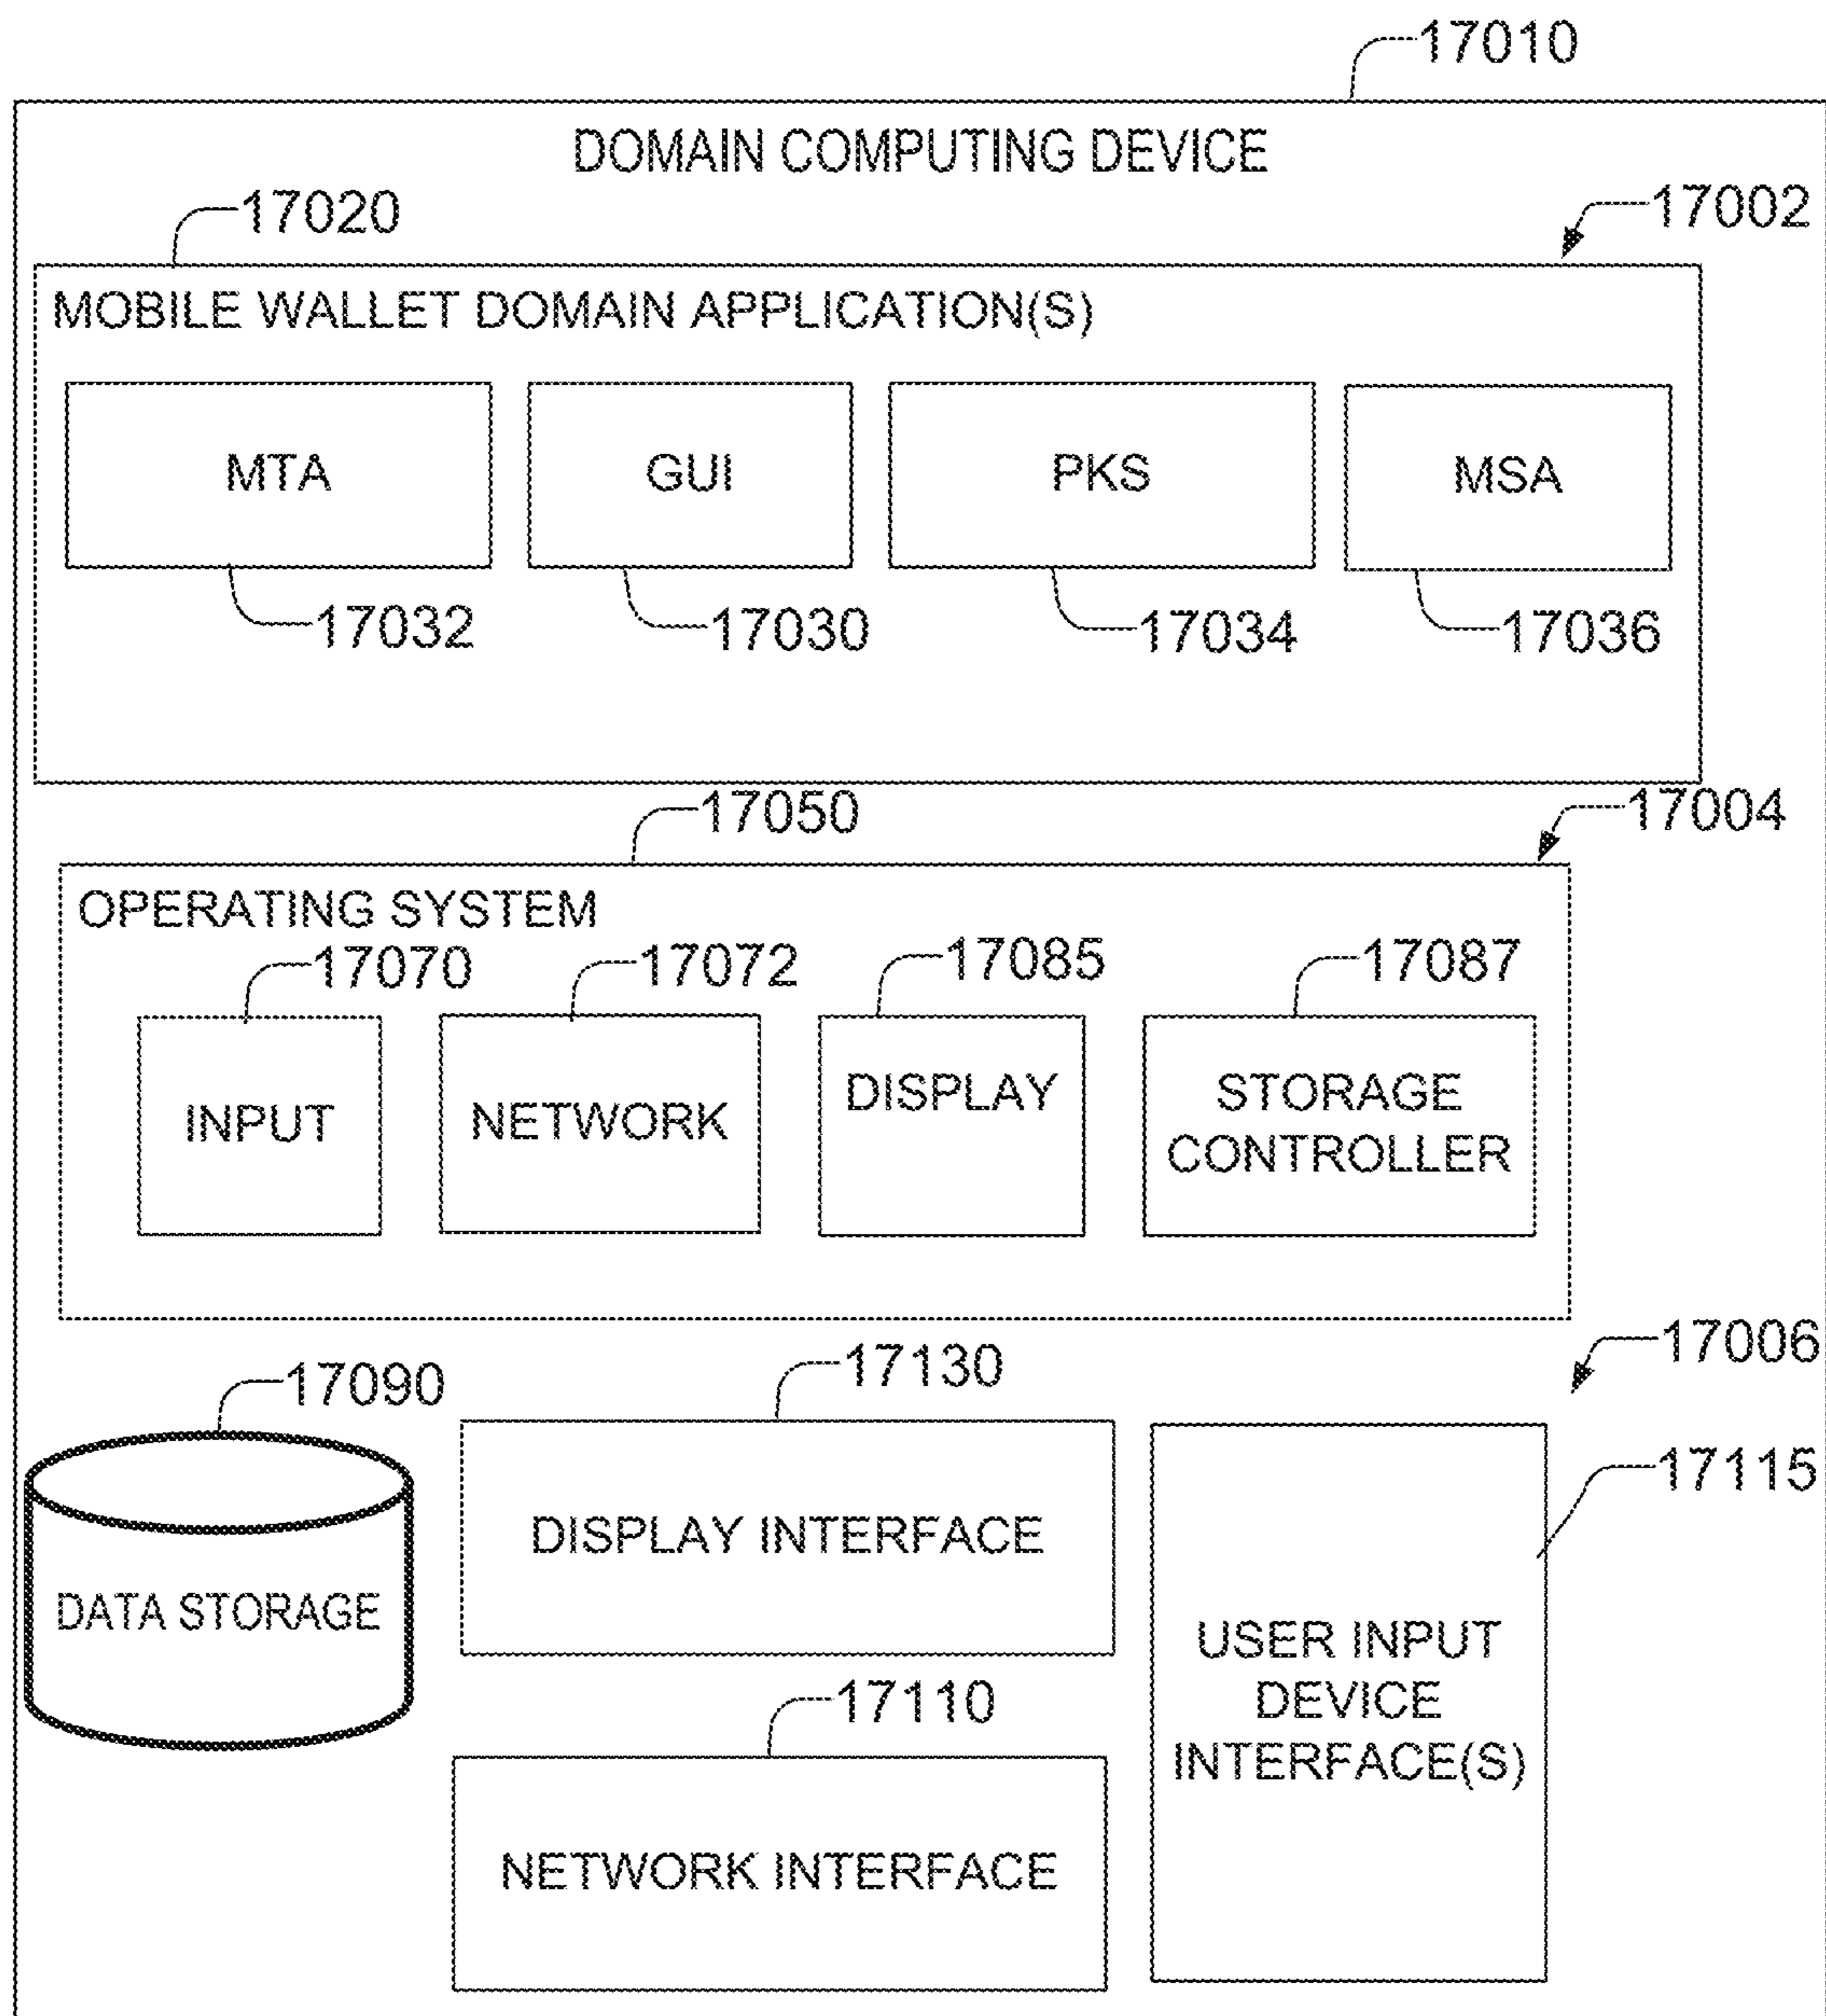 17010
DOMAIN COMPUTING DEVICE
17020
17002
MOBILE WALLET DOMAIN APPLICATION(S)
MTA
GUI
PKS
MSA
17032
17030
17034
17036
17050
17004
OPERATING SYSTEM
17070
17072
17085
17087
INPUT
NETWORK
DISPLAY
STORAGE
CONTROLLER
17006
17090
17130
17115
DATA STORAGE
DISPLAY INTERFACE
USER INPUT
DEVICE
INTERFACE(S)
17110
NETWORK INTERFACE